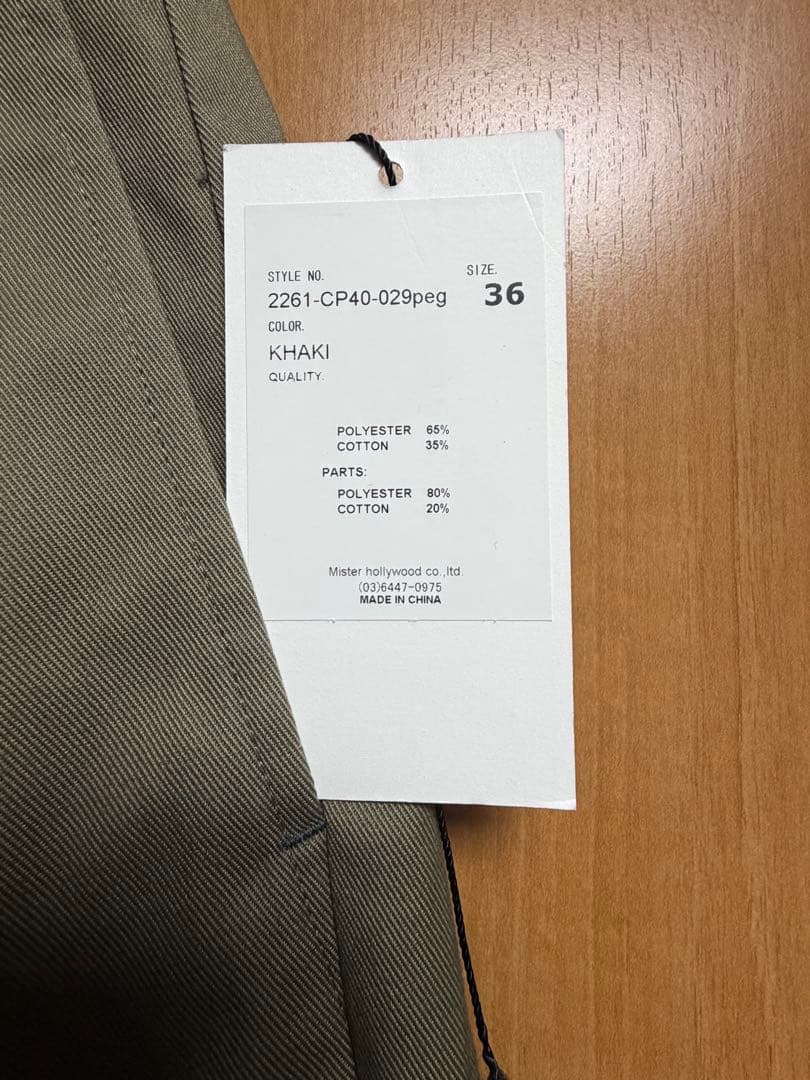 STYLE NO. SIZE.
2261-CP40-029peg 36
COLOR.
KHAKI
QUALITY.
POLYESTER 65%
COTTON 35%
PARTS:
POLYESTER 80%
COTTON 20%
Mister hollywood co.,ltd.
(03)6447-0975
MADE IN CHINA